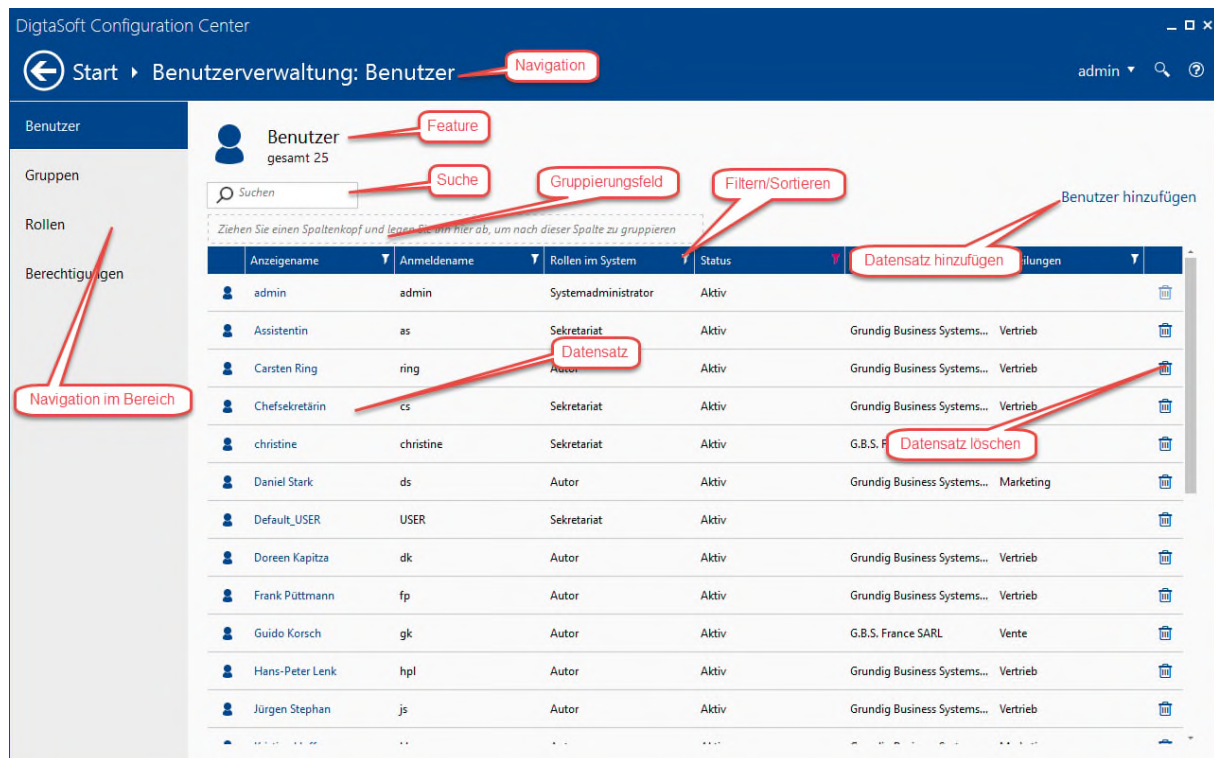 DigtaSoft Configuration Center
Start Benutzerverwaltung: Benutzer
Navigation
admin
Benutzer
Gruppen
Rollen
Berechtigungen
Navigation im Bereich
Benutzer
gesamt 25
Feature
Suchen
Suche
Gruppierungsfeld
Filtern/Sortieren
Benutzer hinzufügen
Ziehen Sie einen Spaltenkopf und legen Sie ihn hier ab, um nach dieser Spalte zu gruppieren
Datensatz hinzufügen
Anzeigename Anmeldename Rollen im System Status
admin admin Systemadministrator Aktiv
Assistentin as Sekretariat Aktiv Grundig Business Systems... Vertrieb
Datensatz
Carsten Ring ring Autor Aktiv Grundig Business Systems... Vertrieb
Chefsekretärin cs Sekretariat Aktiv Grundig Business Systems... Vertrieb
christine christine Sekretariat Aktiv G.B.S.
Datensatz löschen
Daniel Stark ds Autor Aktiv Grundig Business Systems... Marketing
Default_USER USER Sekretariat Aktiv
Doreen Kapitza dk Autor Aktiv Grundig Business Systems... Vertrieb
Frank Püttmann fp Autor Aktiv Grundig Business Systems... Vertrieb
Guido Korsch gk Autor Aktiv G.B.S. France SARL Vente
Hans-Peter Lenk hpl Autor Aktiv Grundig Business Systems... Vertrieb
Jürgen Stephan js Autor Aktiv Grundig Business Systems... Vertrieb